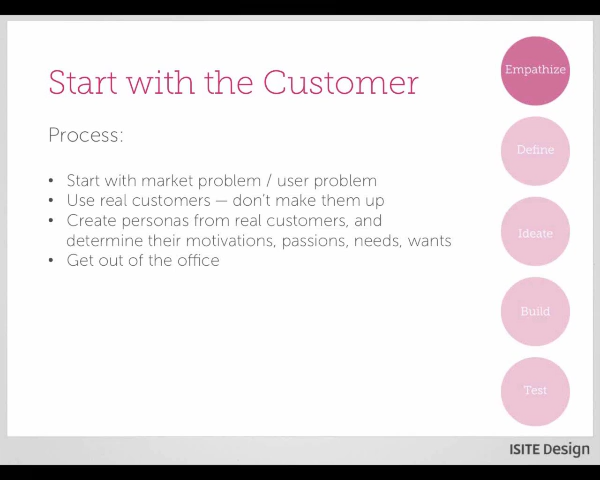 Start with the Customer
Process:
• Start with market problem / user problem
• Use real customers — don't make them up
• Create personas from real customers, and
determine their motivations, passions, needs, wants
• Get out of the office
Empathize
Define
Ideate
Build
Test
ISITE Design